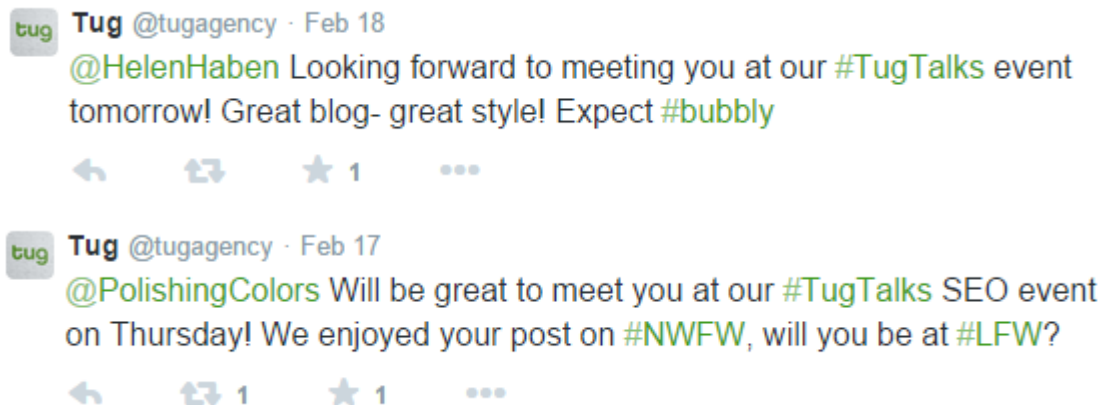 tug
Tug @tugagency · Feb 18
@HelenHaben Looking forward to meeting you at our #TugTalks event
tomorrow! Great blog- great style! Expect #bubbly
1
tug
Tug @tugagency · Feb 17
@PolishingColors Will be great to meet you at our #TugTalks SEO event
on Thursday! We enjoyed your post on #NWFW, will you be at #LFW?
1 1